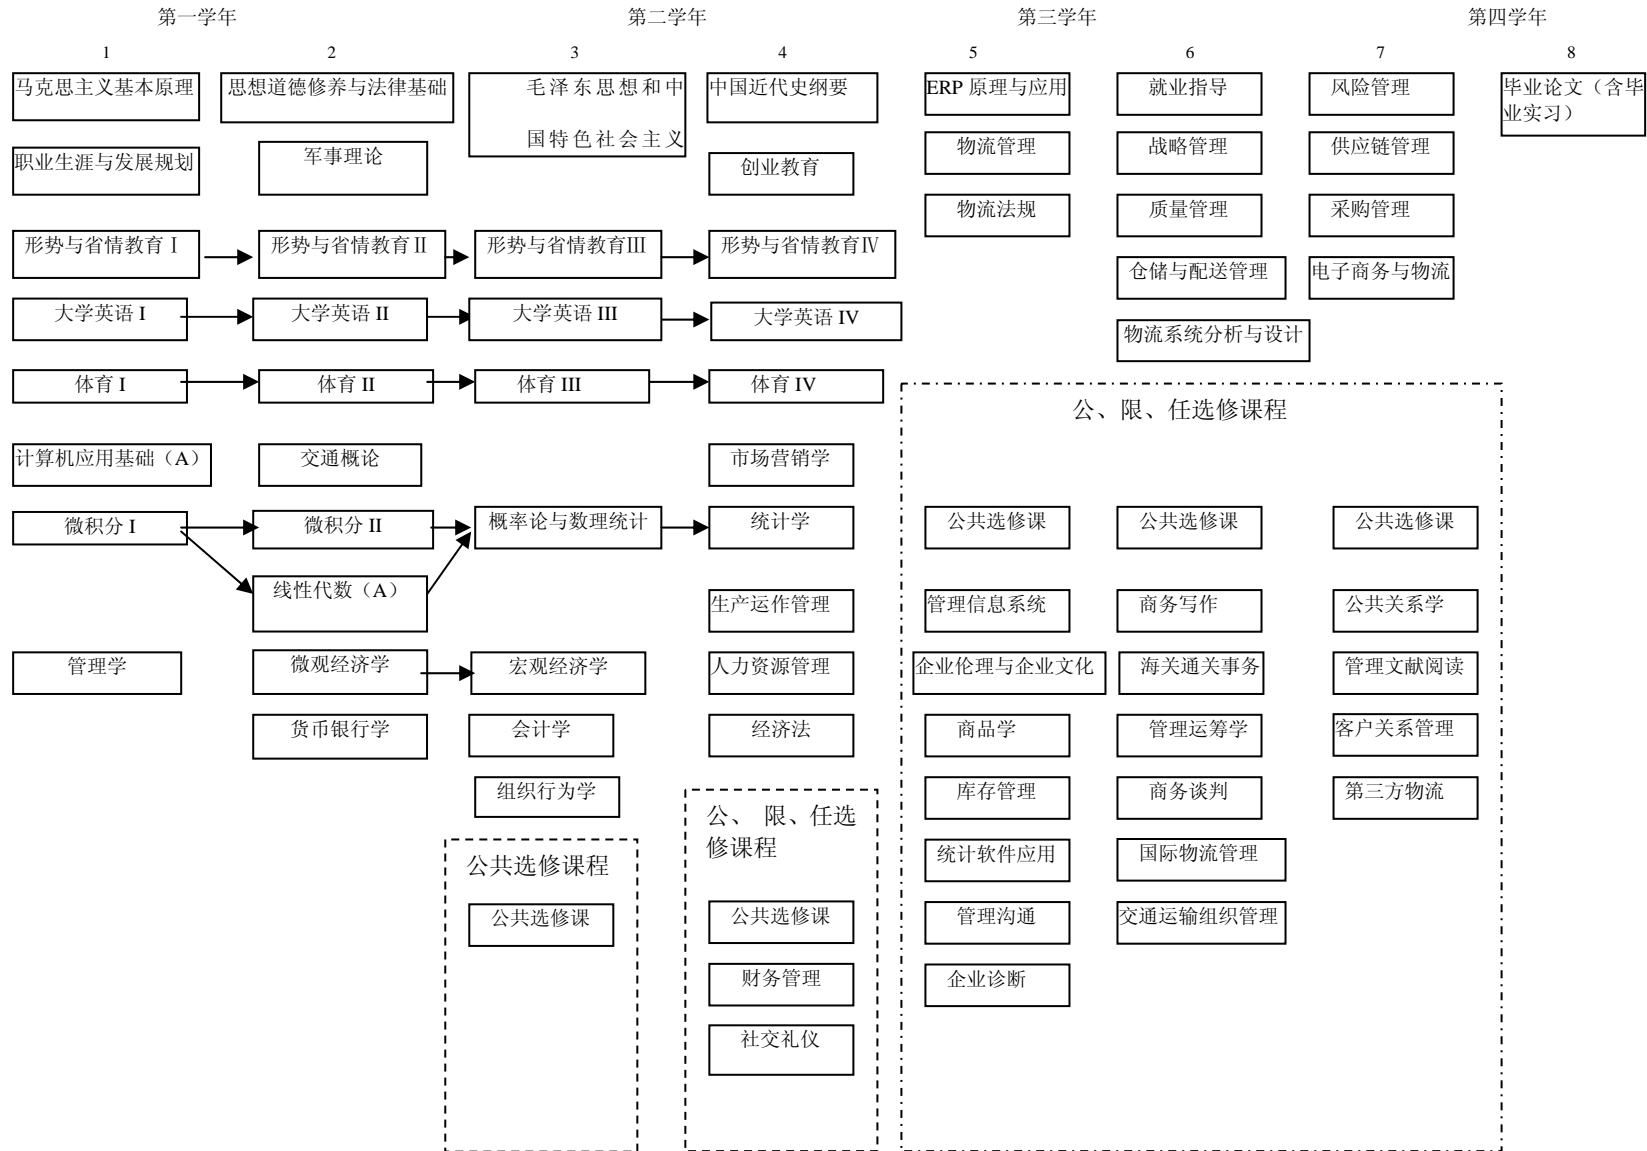 第一学年
第二学年
第三学年
第四学年
1
2
3
4
5
6
7
8
马克思主义基本原理
思想道德修养与法律基础
毛泽东思想和中
国特色社会主义
中国近代史纲要
ERP 原理与应用
就业指导
风险管理
毕业论文（含毕
业实习）
职业生涯与发展规划
军事理论
创业教育
物流管理
战略管理
供应链管理
物流法规
质量管理
采购管理
形势与省情教育Ⅰ
形势与省情教育Ⅱ
形势与省情教育Ⅲ
形势与省情教育Ⅳ
仓储与配送管理
电子商务与物流
大学英语 I
大学英语 II
大学英语 III
大学英语 IV
物流系统分析与设计
体育 I
体育 II
体育 III
体育 IV
公、限、任选修课程
计算机应用基础（A）
交通概论
市场营销学
微积分 I
微积分 II
概率论与数理统计
统计学
公共选修课
公共选修课
公共选修课
线性代数（A）
生产运作管理
管理信息系统
商务写作
公共关系学
管理学
微观经济学
宏观经济学
人力资源管理
企业伦理与企业文化
海关通关事务
管理文献阅读
货币银行学
会计学
经济法
商品学
管理运筹学
客户关系管理
组织行为学
库存管理
商务谈判
第三方物流
公、 限、任选
修课程
公共选修课程
统计软件应用
国际物流管理
公共选修课
公共选修课
管理沟通
交通运输组织管理
财务管理
企业诊断
社交礼仪